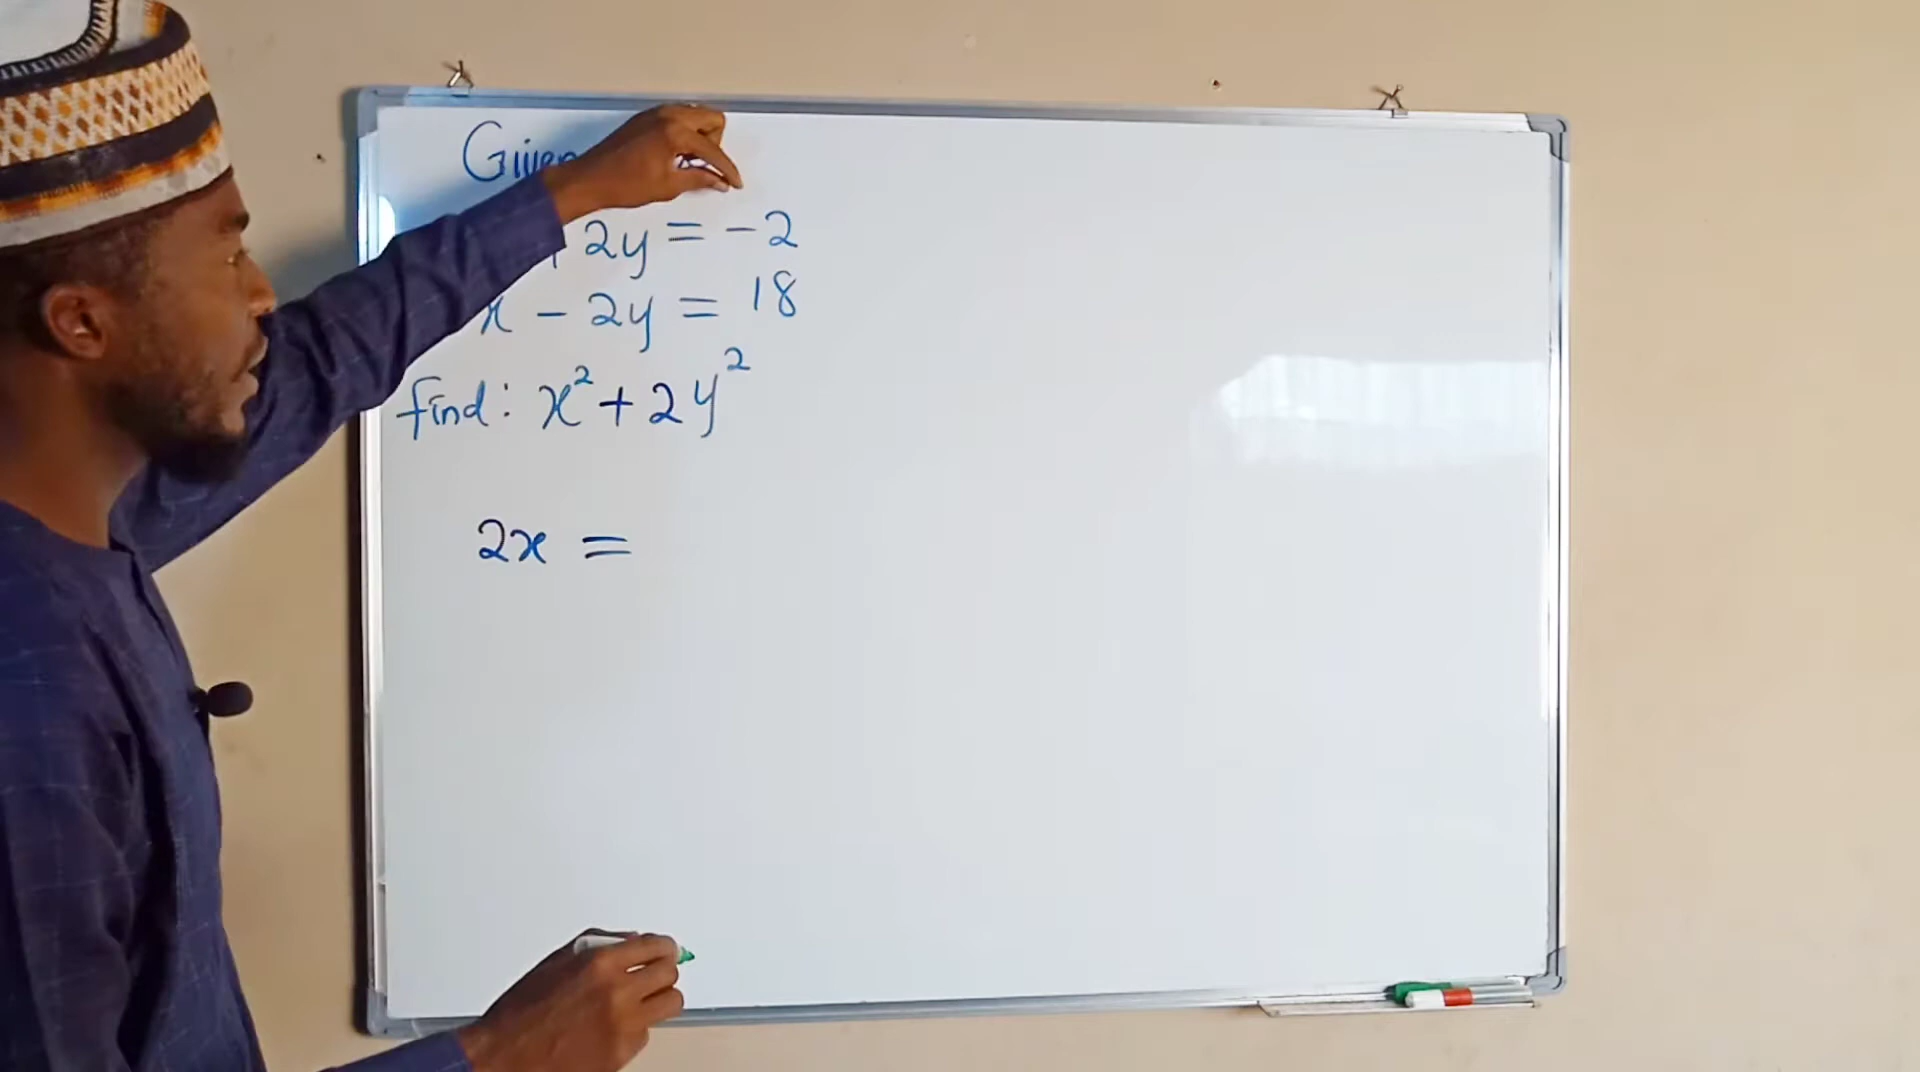 Given
+ 2y = -2
x - 2y = 18
find: x² + 2y²
2x =